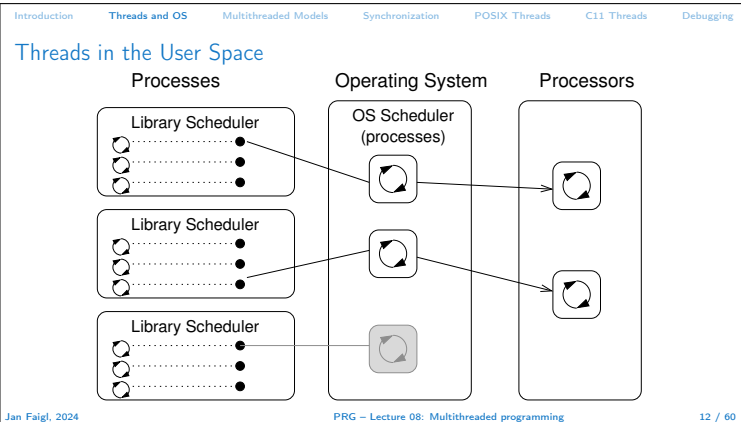 Introduction Threads and OS Multithreaded Models Synchronization POSIX Threads C11 Threads Debugging
Threads in the User Space
Processes Operating System Processors
Library Scheduler
OS Scheduler
(processes)
Library Scheduler
Library Scheduler
Jan Faigl, 2024 PRG – Lecture 08: Multithreaded programming 12 / 60